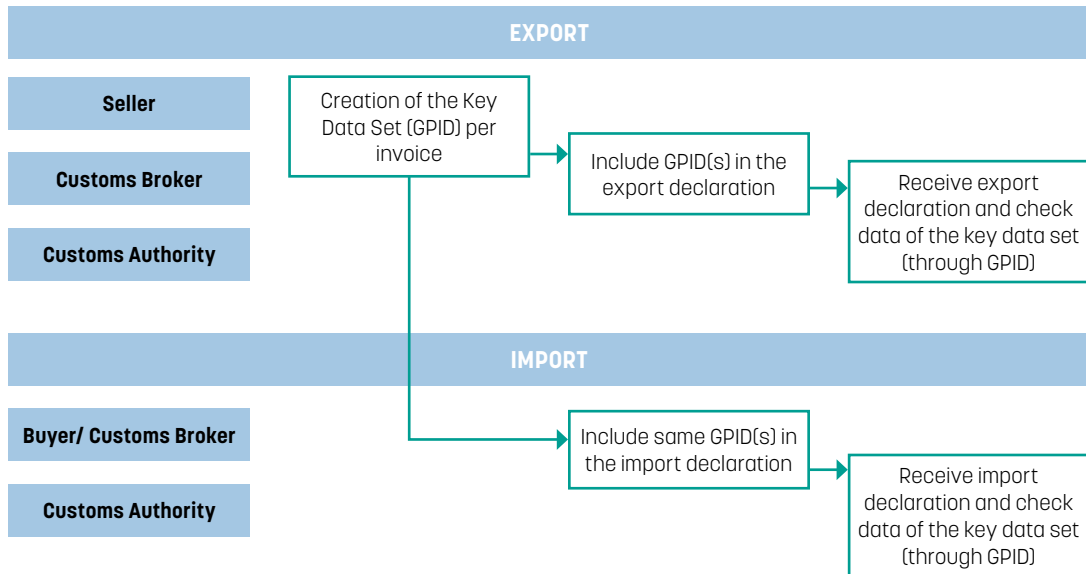 EXPORT
Seller
Creation of the Key
Data Set (GPID) per
invoice
Customs Broker
Include GPID(s) in the
export declaration
Customs Authority
Receive export
declaration and check
data of the key data set
(through GPID)
IMPORT
Buyer/ Customs Broker
Include same GPID(s) in
the import declaration
Customs Authority
Receive import
declaration and check
data of the key data set
(through GPID)